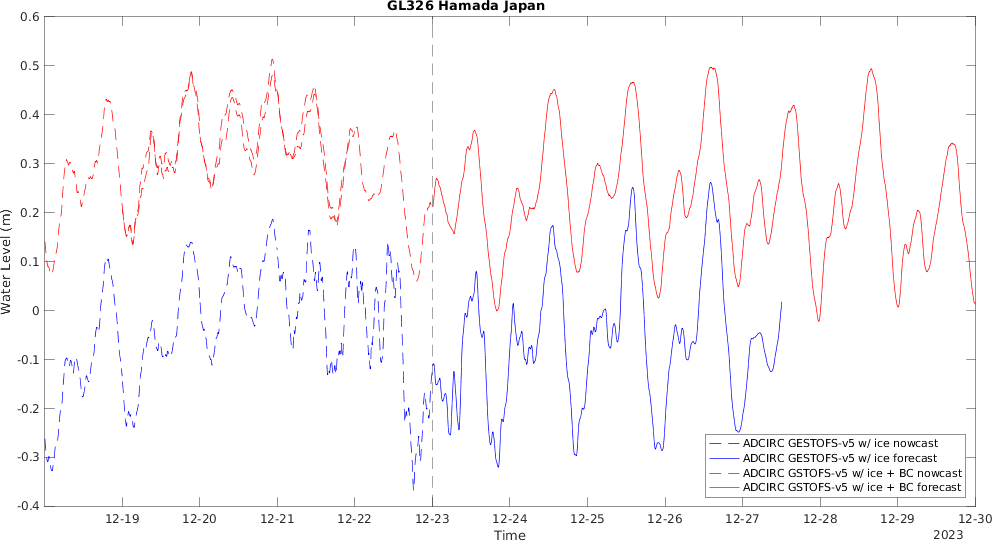 GL326 Hamada Japan
0.6
0.5
0.4
0.3
0.2
0.1
0
-0.1
-0.2
-0.3
-0.4
Water Level (m)
ADCIRC GESTOFS-v5 w/ ice nowcast
ADCIRC GESTOFS-v5 w/ ice forecast
ADCIRC GSTOFS-v5 w/ ice + BC nowcast
ADCIRC GSTOFS-v5 w/ ice + BC forecast
12-19 12-20 12-21 12-22 12-23 12-24 12-25 12-26 12-27 12-28 12-29 12-30
Time
2023